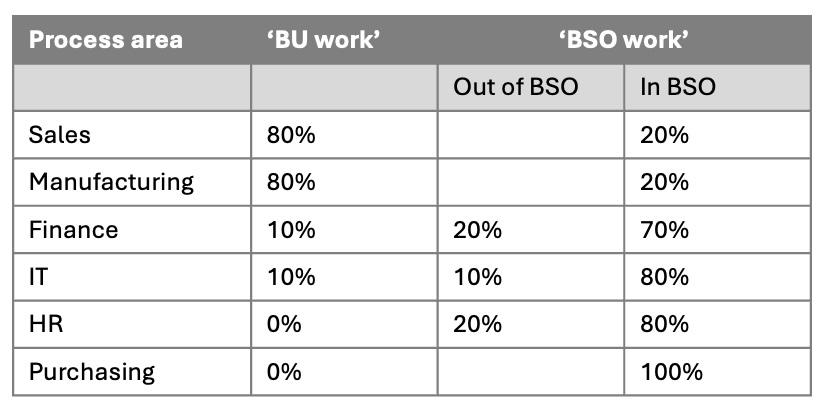 Process area ‘BU work’ ‘BSO work’
Out of BSO In BSO
Sales 80% 20%
Manufacturing 80% 20%
Finance 10% 20% 70%
IT 10% 10% 80%
HR 0% 20% 80%
Purchasing 0% 100%